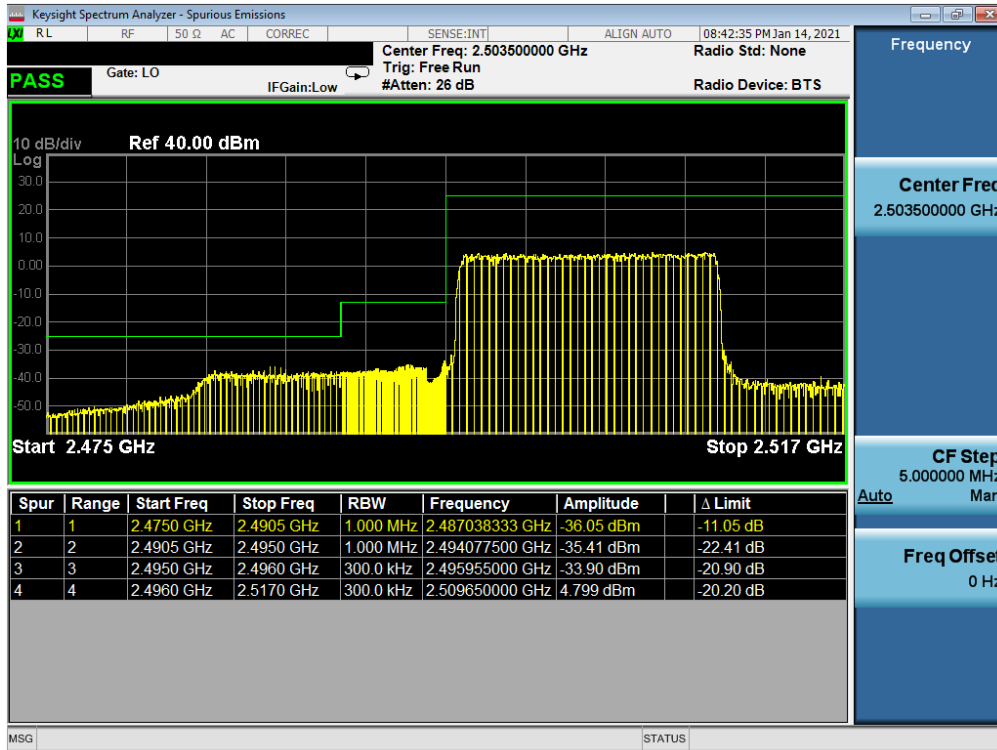 Keysight Spectrum Analyzer - Spurious Emissions
LXI RL RF 50 Ω AC CORREC SENSE:INT ALIGN AUTO 08:42:35 PM Jan 14, 2021
Frequency
Center Freq: 2.503500000 GHz Radio Std: None
PASS Gate: LO Trig: Free Run
IFGain:Low #Atten: 26 dB Radio Device: BTS
10 dB/div Ref 40.00 dBm
Log
30.0
20.0
10.0
0.00
-10.0
-20.0
-30.0
-40.0
-50.0
Start 2.475 GHz Stop 2.517 GHz
Spur Range Start Freq Stop Freq RBW Frequency Amplitude Δ Limit
1 1 2.4750 GHz 2.4905 GHz 1.000 MHz 2.487038333 GHz -36.05 dBm -11.05 dB
2 2 2.4905 GHz 2.4950 GHz 1.000 MHz 2.494077500 GHz -35.41 dBm -22.41 dB
3 3 2.4950 GHz 2.4960 GHz 300.0 kHz 2.495955000 GHz -33.90 dBm -20.90 dB
4 4 2.4960 GHz 2.5170 GHz 300.0 kHz 2.509650000 GHz 4.799 dBm -20.20 dB
Center Freq
2.503500000 GHz
CF Step
5.000000 MHz
Auto Man
Freq Offset
0 Hz
MSG STATUS